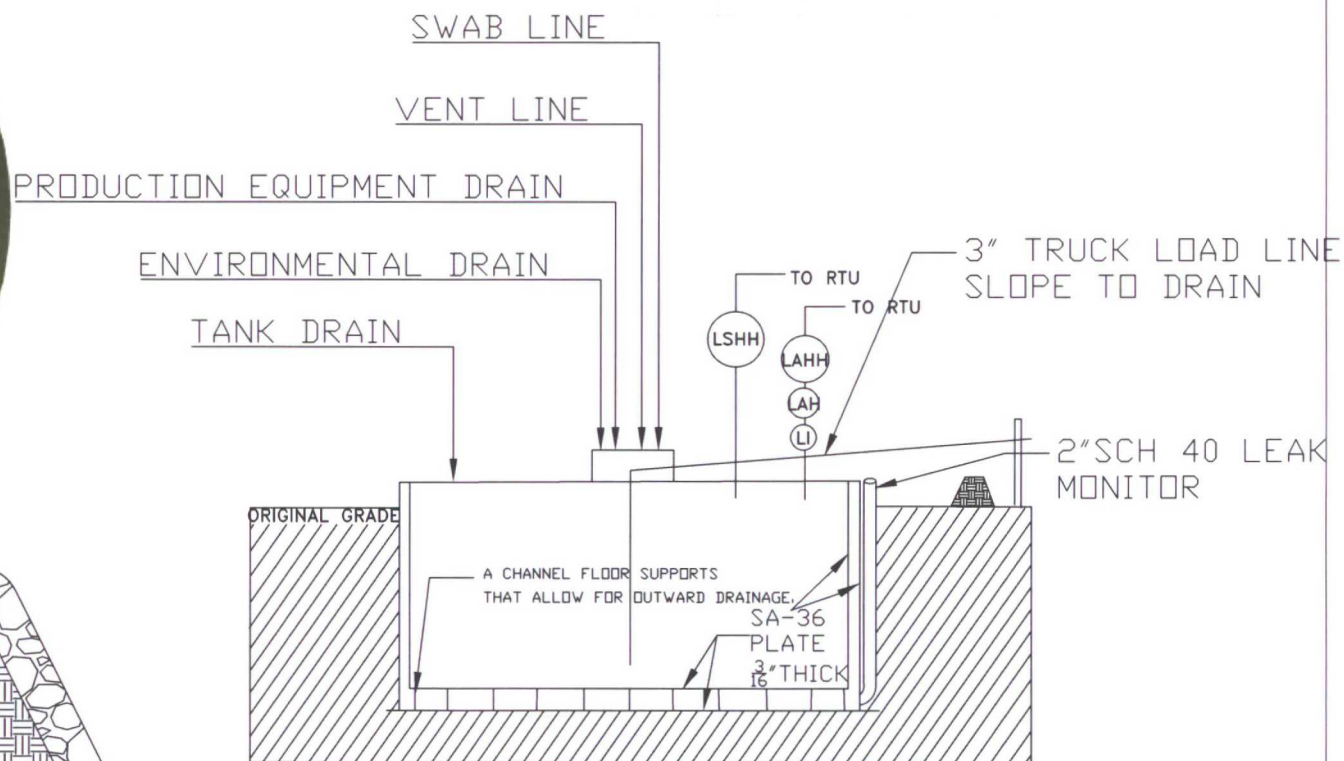 SWAB LINE
VENT LINE
PRODUCTION EQUIPMENT DRAIN
ENVIRONMENTAL DRAIN
TANK DRAIN
TO RTU
TO RTU
3" TRUCK LOAD LINE
SLOPE TO DRAIN
LSHH
LAHH
LAH
LI
2"SCH 40 LEAK
MONITOR
ORIGINAL GRADE
A CHANNEL FLOOR SUPPORTS
THAT ALLOW FOR OUTWARD DRAINAGE.
SA-36
PLATE
3/16" THICK